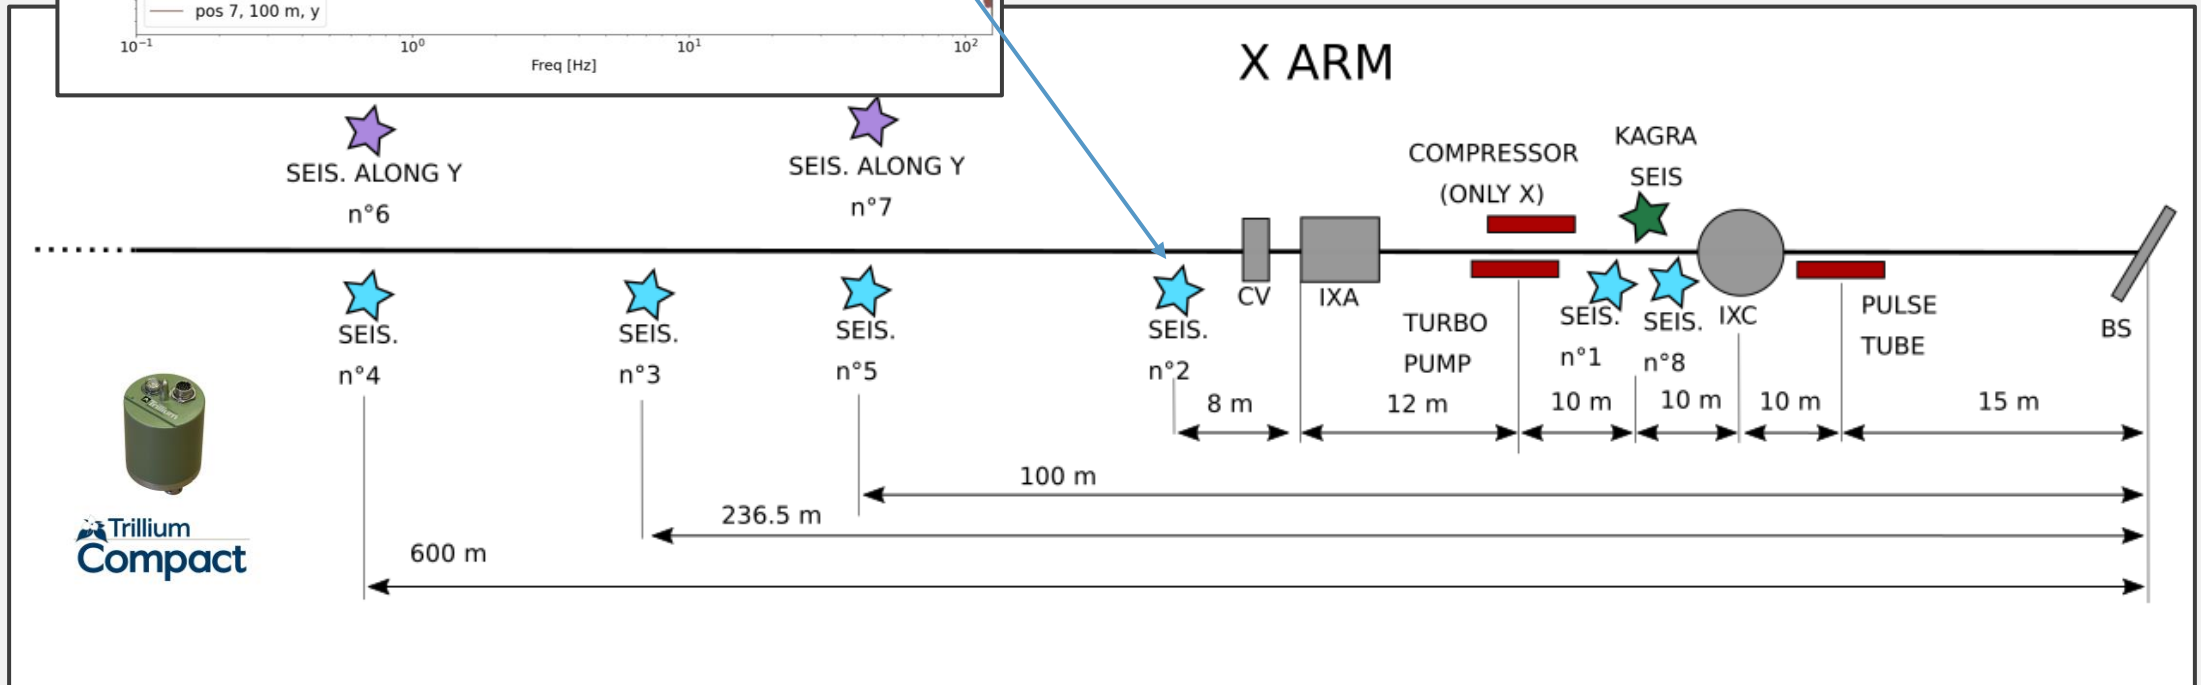 pos 7, 100 m, y
10⁻¹
10⁰
10¹
10²
Freq [Hz]
X ARM
SEIS. ALONG Y
n°6
SEIS. ALONG Y
n°7
COMPRESSOR
(ONLY X)
KAGRA
SEIS
SEIS.
n°4
SEIS.
n°3
SEIS.
n°5
SEIS.
n°2
CV
IXA
TURBO
PUMP
SEIS.
n°1
SEIS.
n°8
IXC
PULSE
TUBE
BS
8 m
12 m
10 m
10 m
10 m
15 m
100 m
236.5 m
600 m
Trillium
Compact